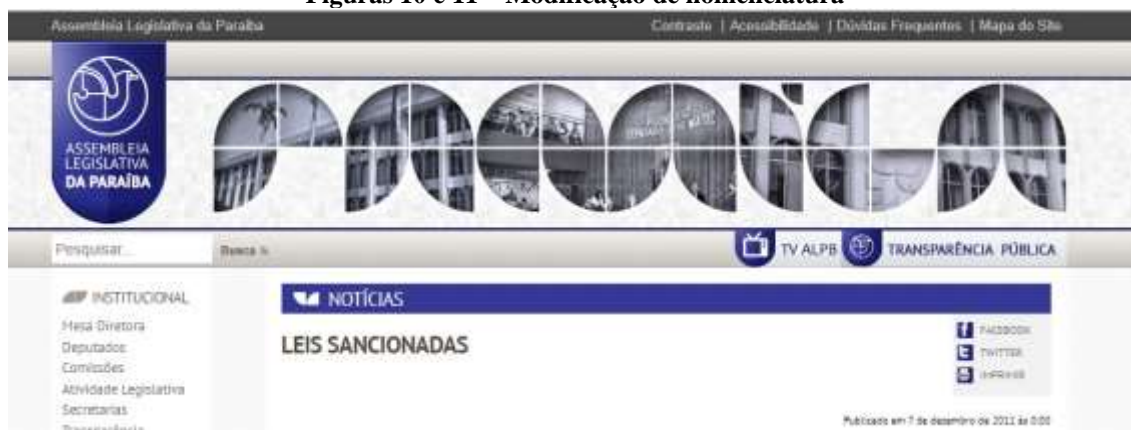 Figuras 10 e 11 – Modificação de nomenclatura
Assembleia Legislativa da Paraíba
Contraste | Acessibilidade | Dúvidas Frequentes | Mapa do Site
ASSEMBLEIA
LEGISLATIVA
DA PARAÍBA
PARAÍBA
Pesquisar...
Busca
TV ALPB
TRANSPARÊNCIA PÚBLICA
INSTITUCIONAL
Mesa Diretora
Deputados
Comissões
Atividade Legislativa
Secretarias
Transparência
NOTÍCIAS
LEIS SANCIONADAS
FACEBOOK
TWITTER
IMPRIMIR
Publicado em 7 de dezembro de 2011 às 0:00